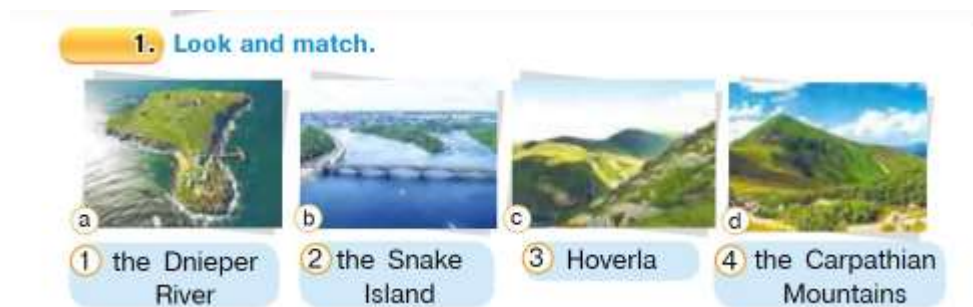 1. Look and match.
a
b
c
d
1 the Dnieper River
2 the Snake Island
3 Hoverla
4 the Carpathian Mountains